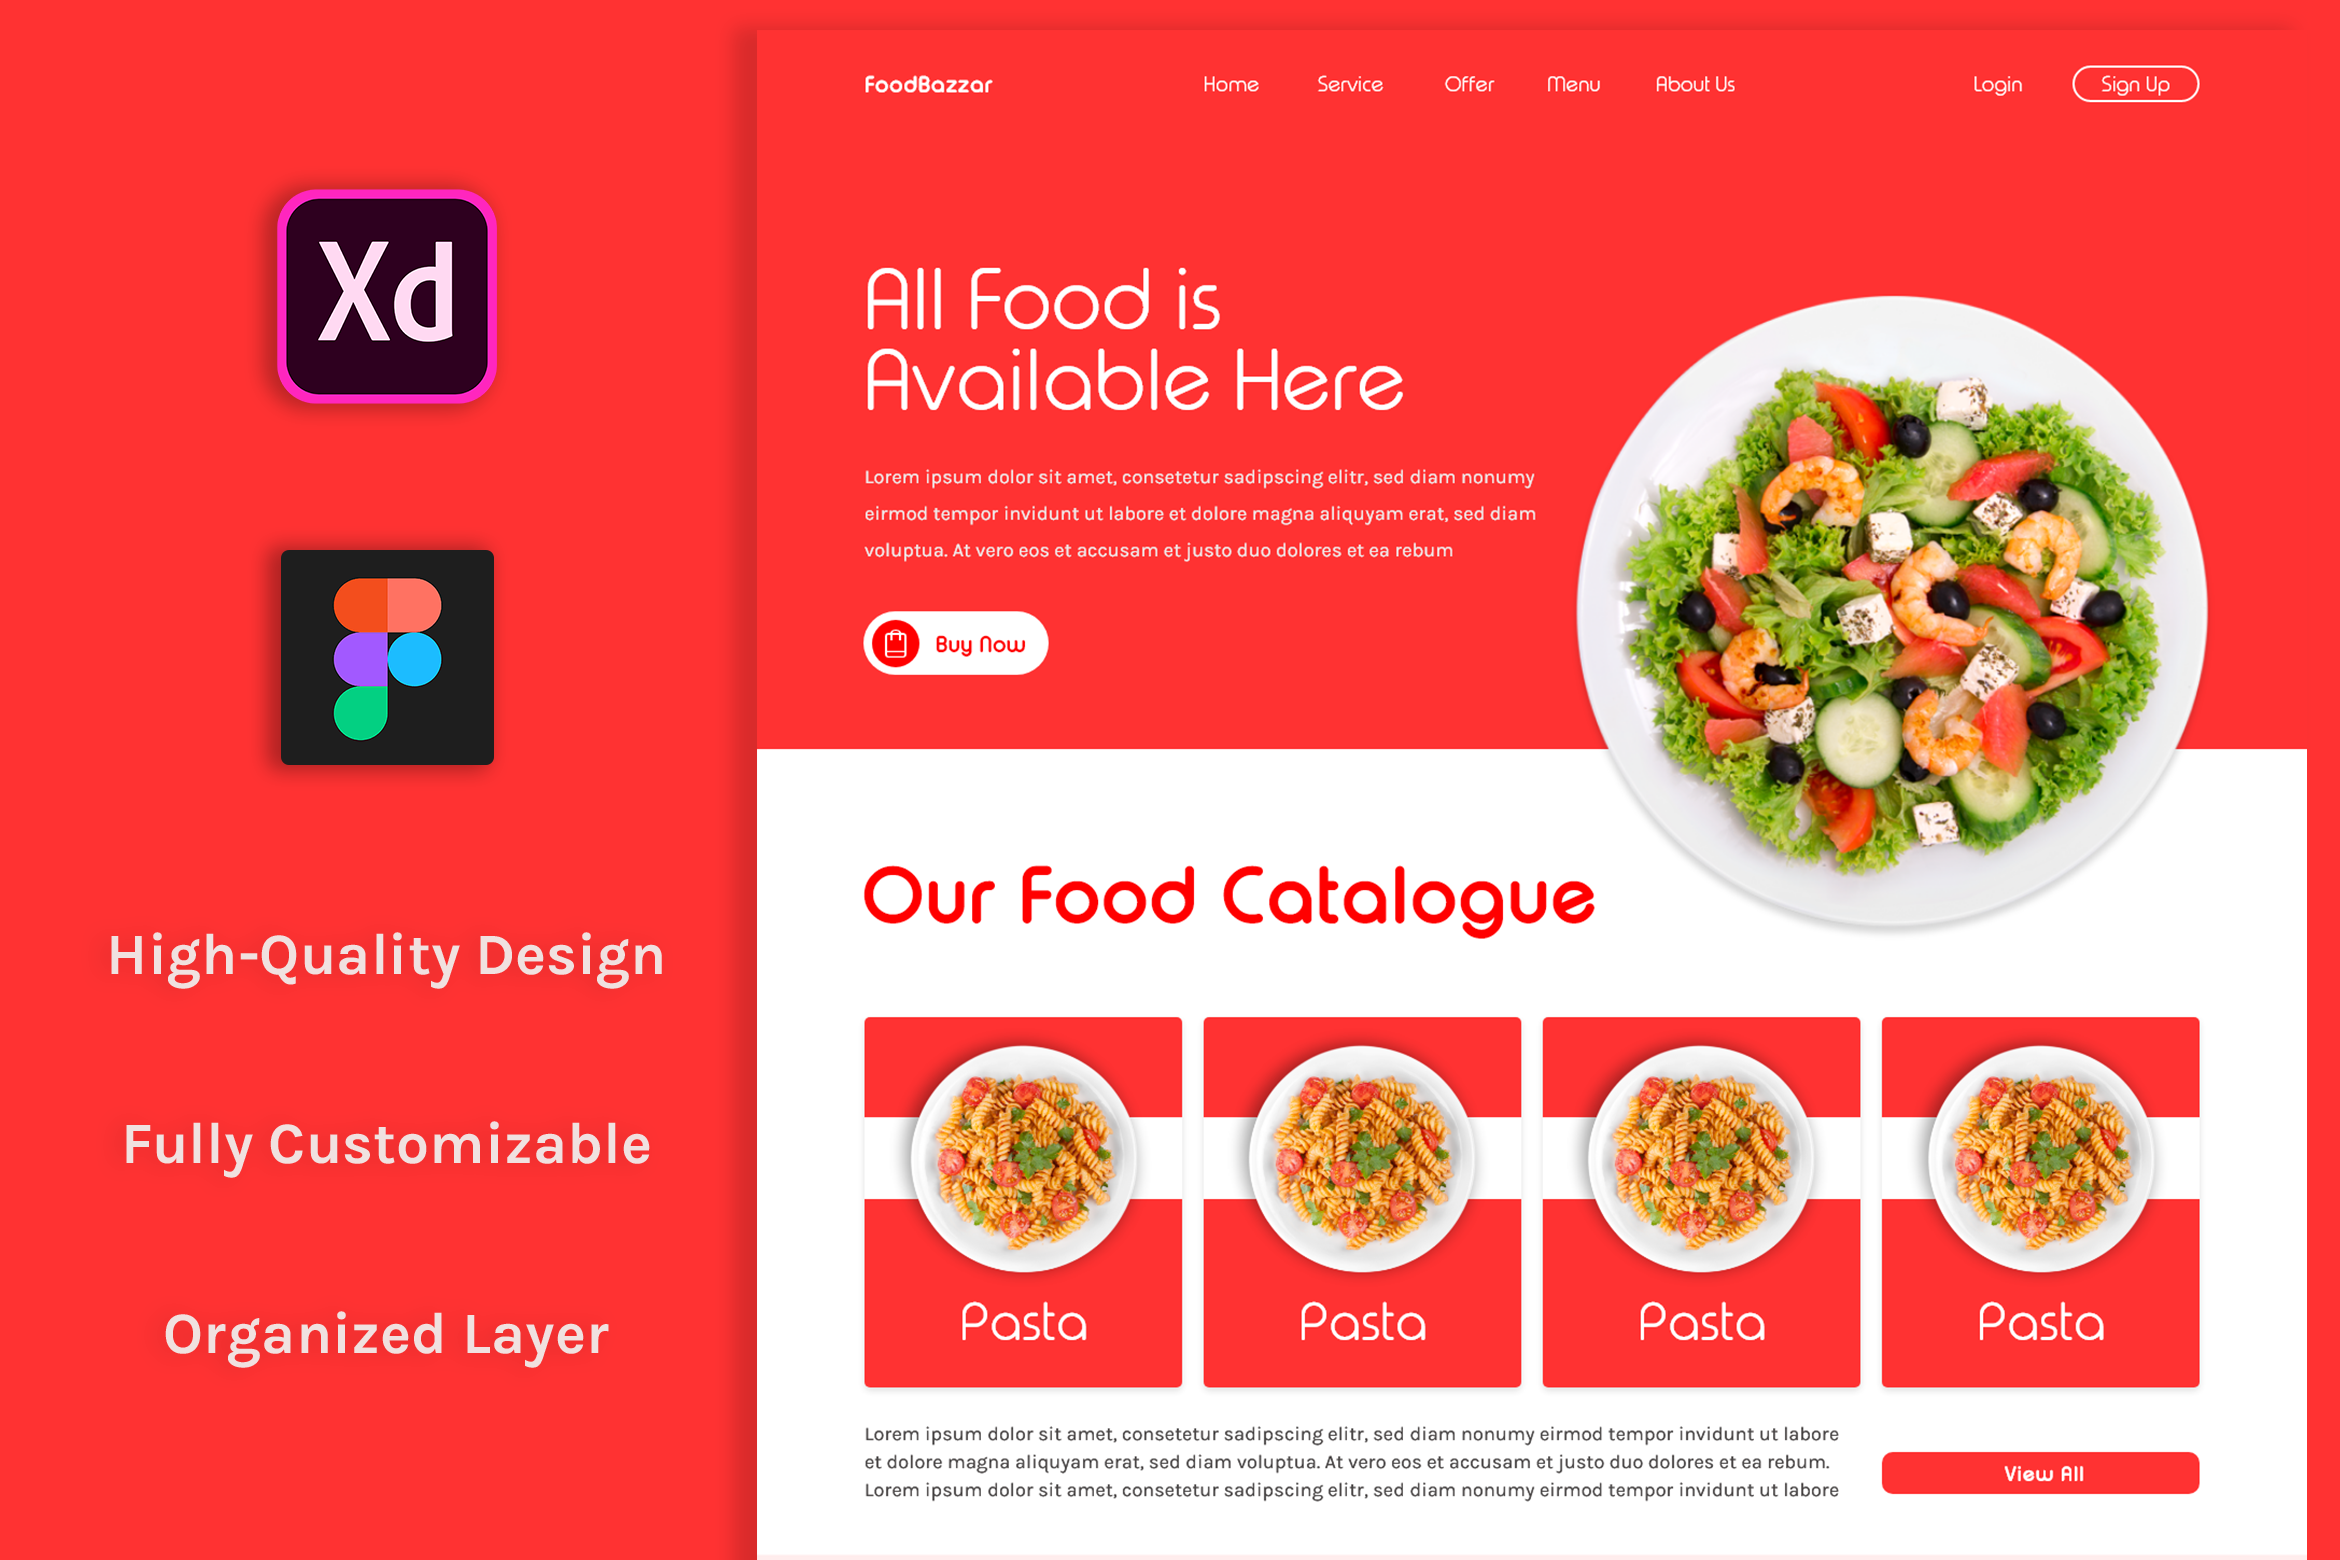 Xd
High-Quality Design
Fully Customizable
Organized Layer
FoodBazzar
Home
Service
Offer
Menu
About Us
Login
Sign Up
All Food is
Available Here
Lorem ipsum dolor sit amet, consetetur sadipscing elitr, sed diam nonumy
eirmod tempor invidunt ut labore et dolore magna aliquyam erat, sed diam
voluptua. At vero eos et accusam et justo duo dolores et ea rebum
Buy Now
Our Food Catalogue
Pasta
Pasta
Pasta
Pasta
Lorem ipsum dolor sit amet, consetetur sadipscing elitr, sed diam nonumy eirmod tempor invidunt ut labore
et dolore magna aliquyam erat, sed diam voluptua. At vero eos et accusam et justo duo dolores et ea rebum.
Lorem ipsum dolor sit amet, consetetur sadipscing elitr, sed diam nonumy eirmod tempor invidunt ut labore
View All